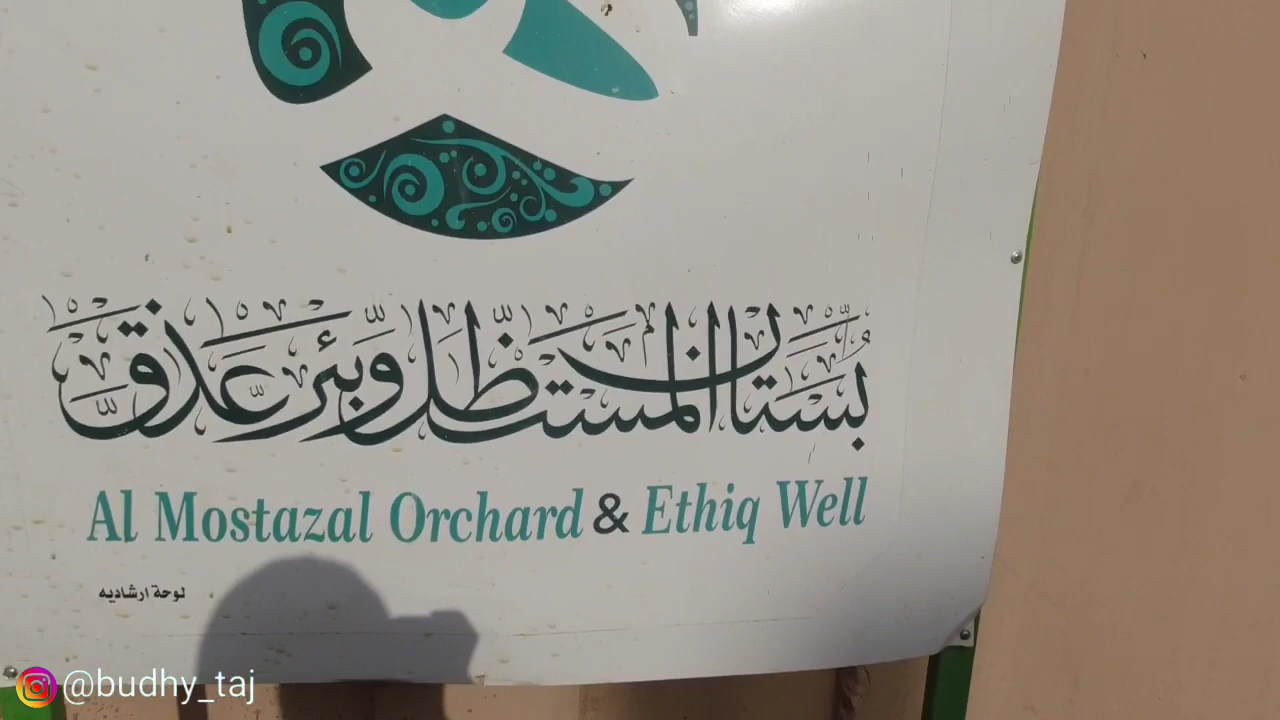 بستان المستظل وبئر عذق
Al Mostazal Orchard & Ethiq Well
لوحة ارشاديه
@budhy_taj